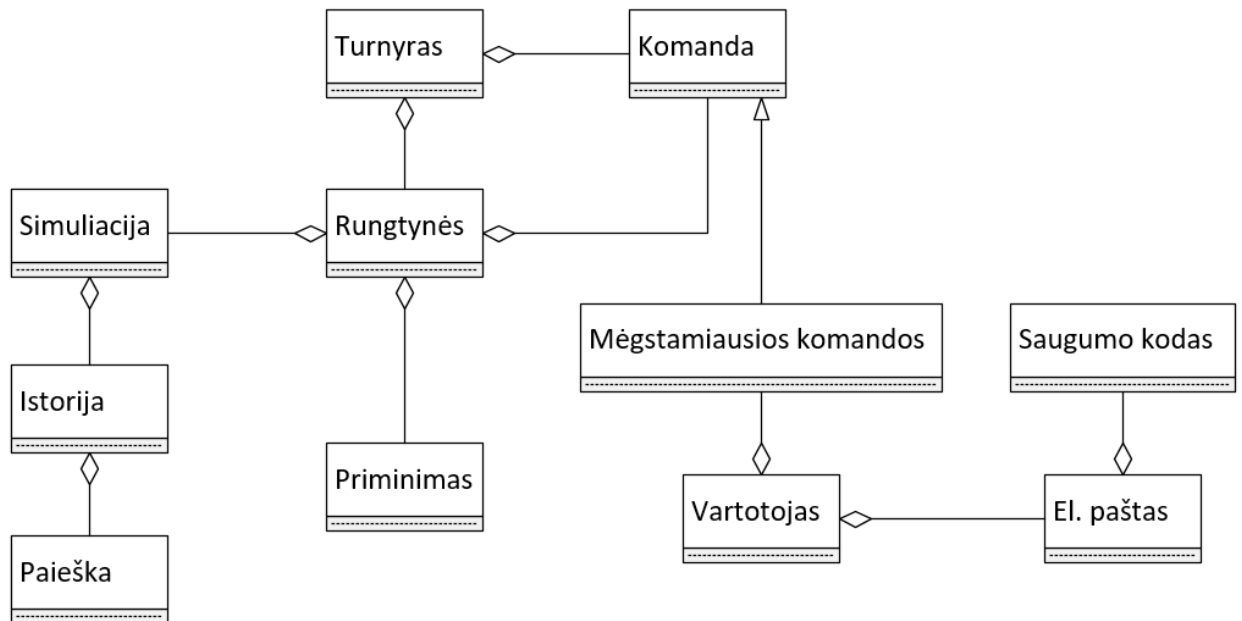 Turnyras
Komanda
Simuliacija
Rungtynės
Mėgstamiausios komandos
Saugumo kodas
Istorija
Priminimas
Vartotojas
El. paštas
Paieška